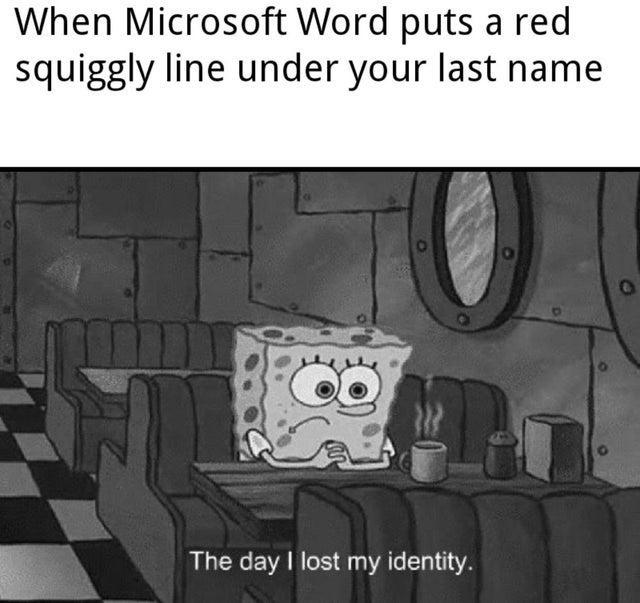 When Microsoft Word puts a red
squiggly line under your last name
The day I lost my identity.